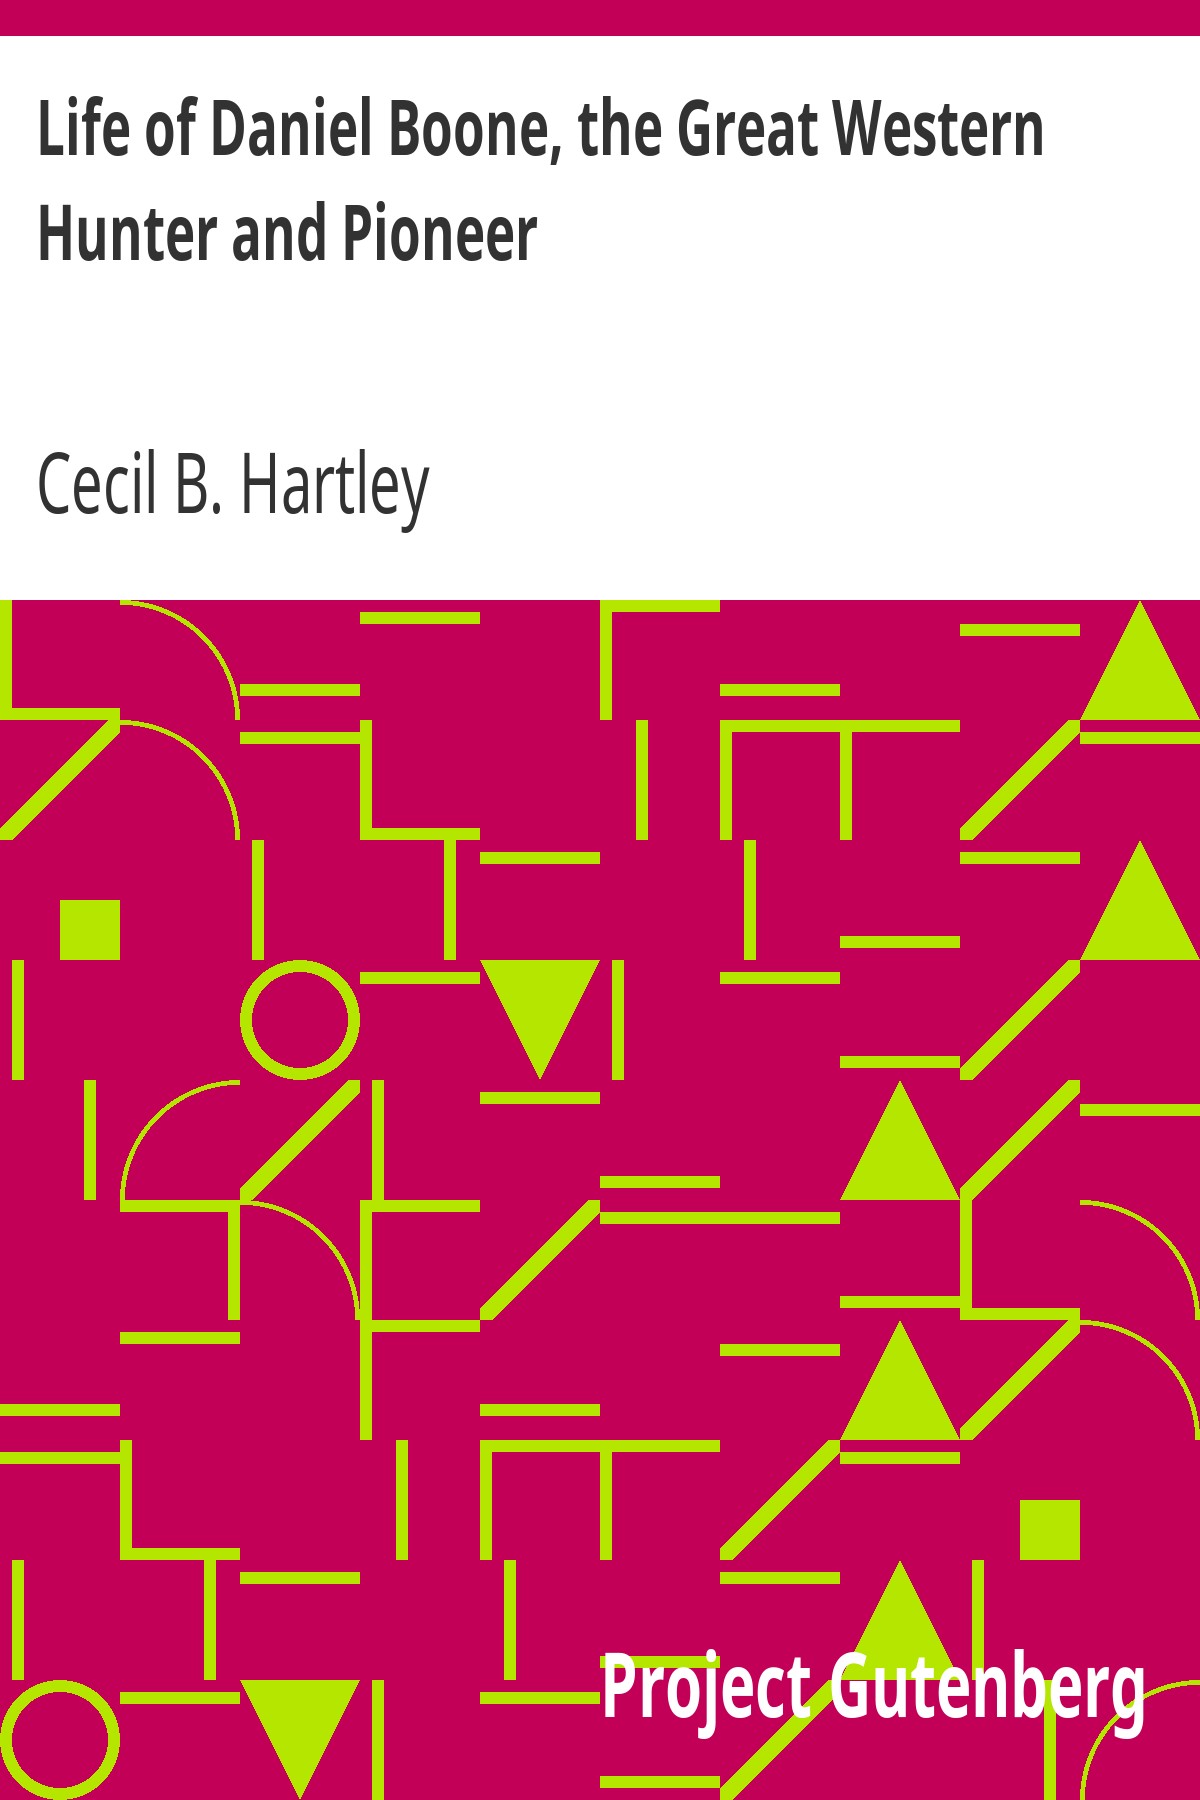 Life of Daniel Boone, the Great Western
Hunter and Pioneer
Cecil B. Hartley
Project Gutenberg